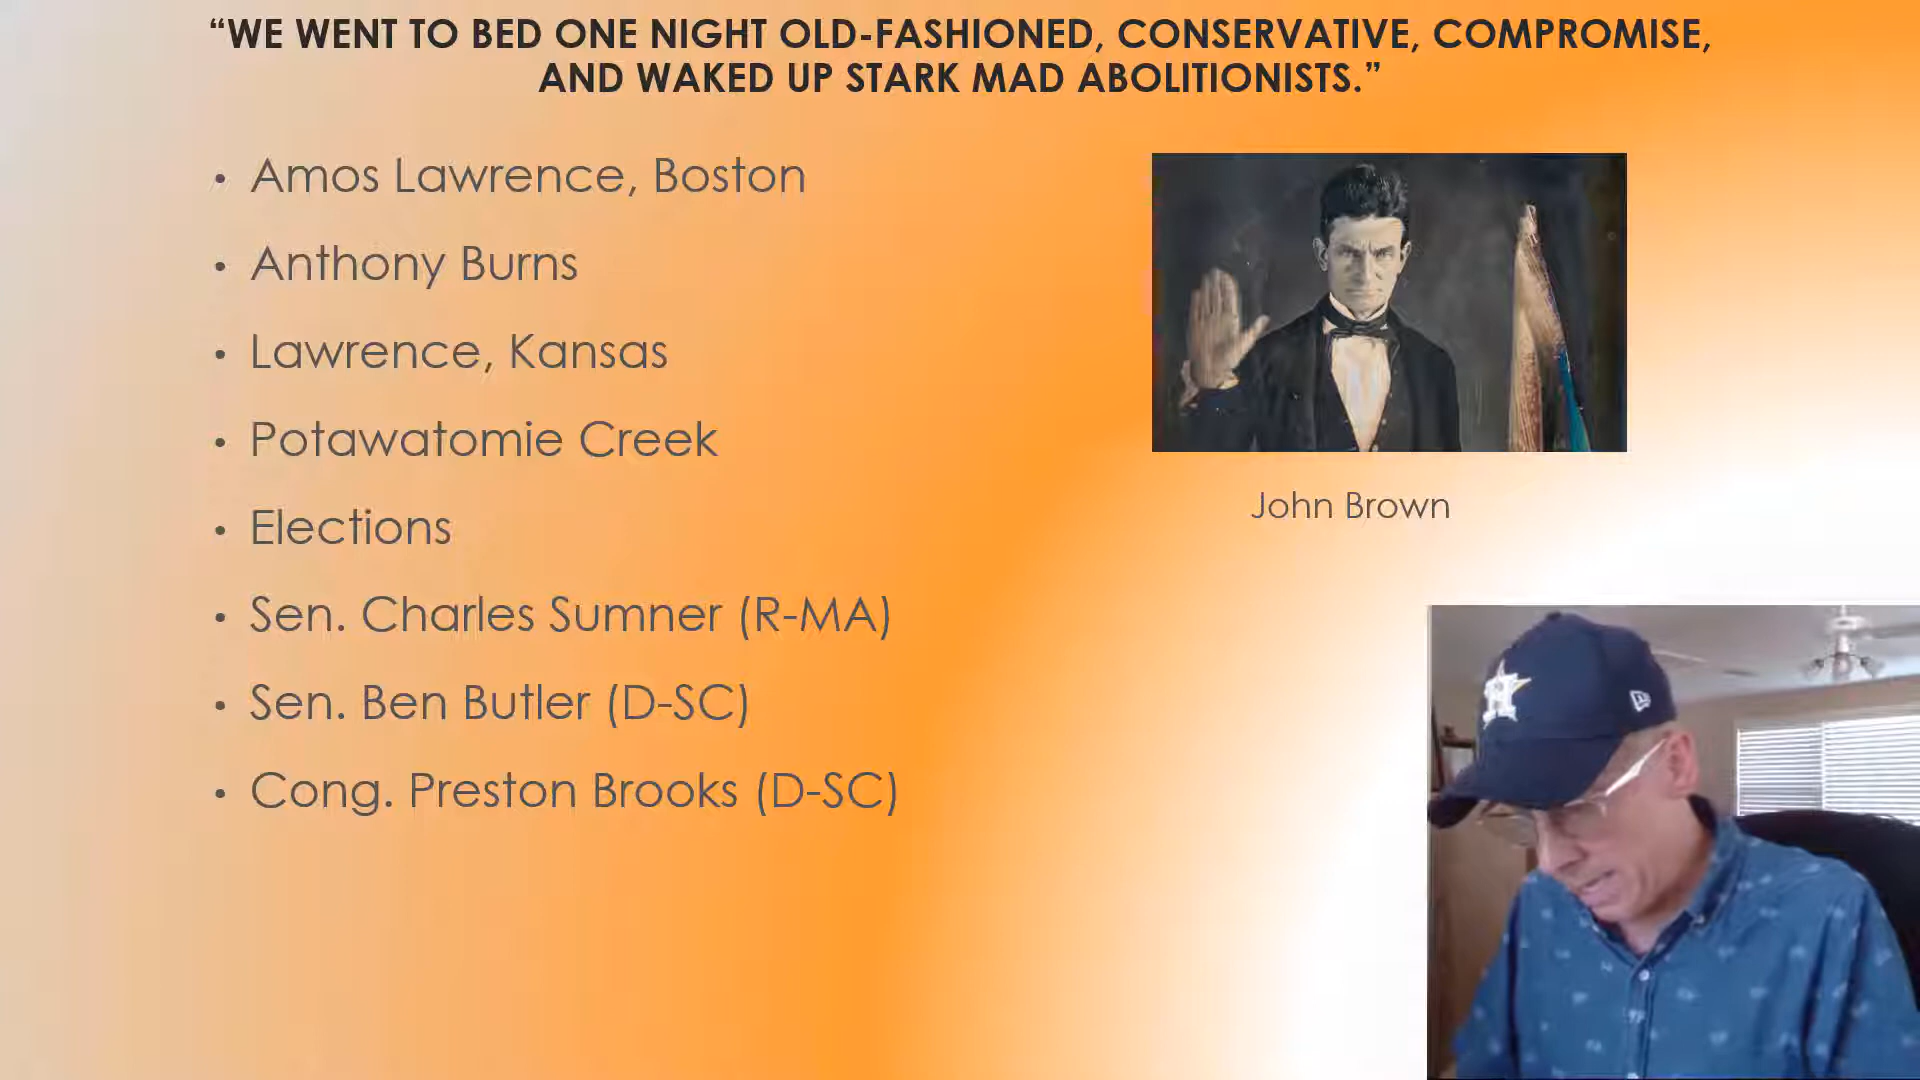 “WE WENT TO BED ONE NIGHT OLD-FASHIONED, CONSERVATIVE, COMPROMISE,
AND WAKED UP STARK MAD ABOLITIONISTS.”
• Amos Lawrence, Boston
• Anthony Burns
• Lawrence, Kansas
• Potawatomie Creek
• Elections
• Sen. Charles Sumner (R-MA)
• Sen. Ben Butler (D-SC)
• Cong. Preston Brooks (D-SC)
John Brown
H